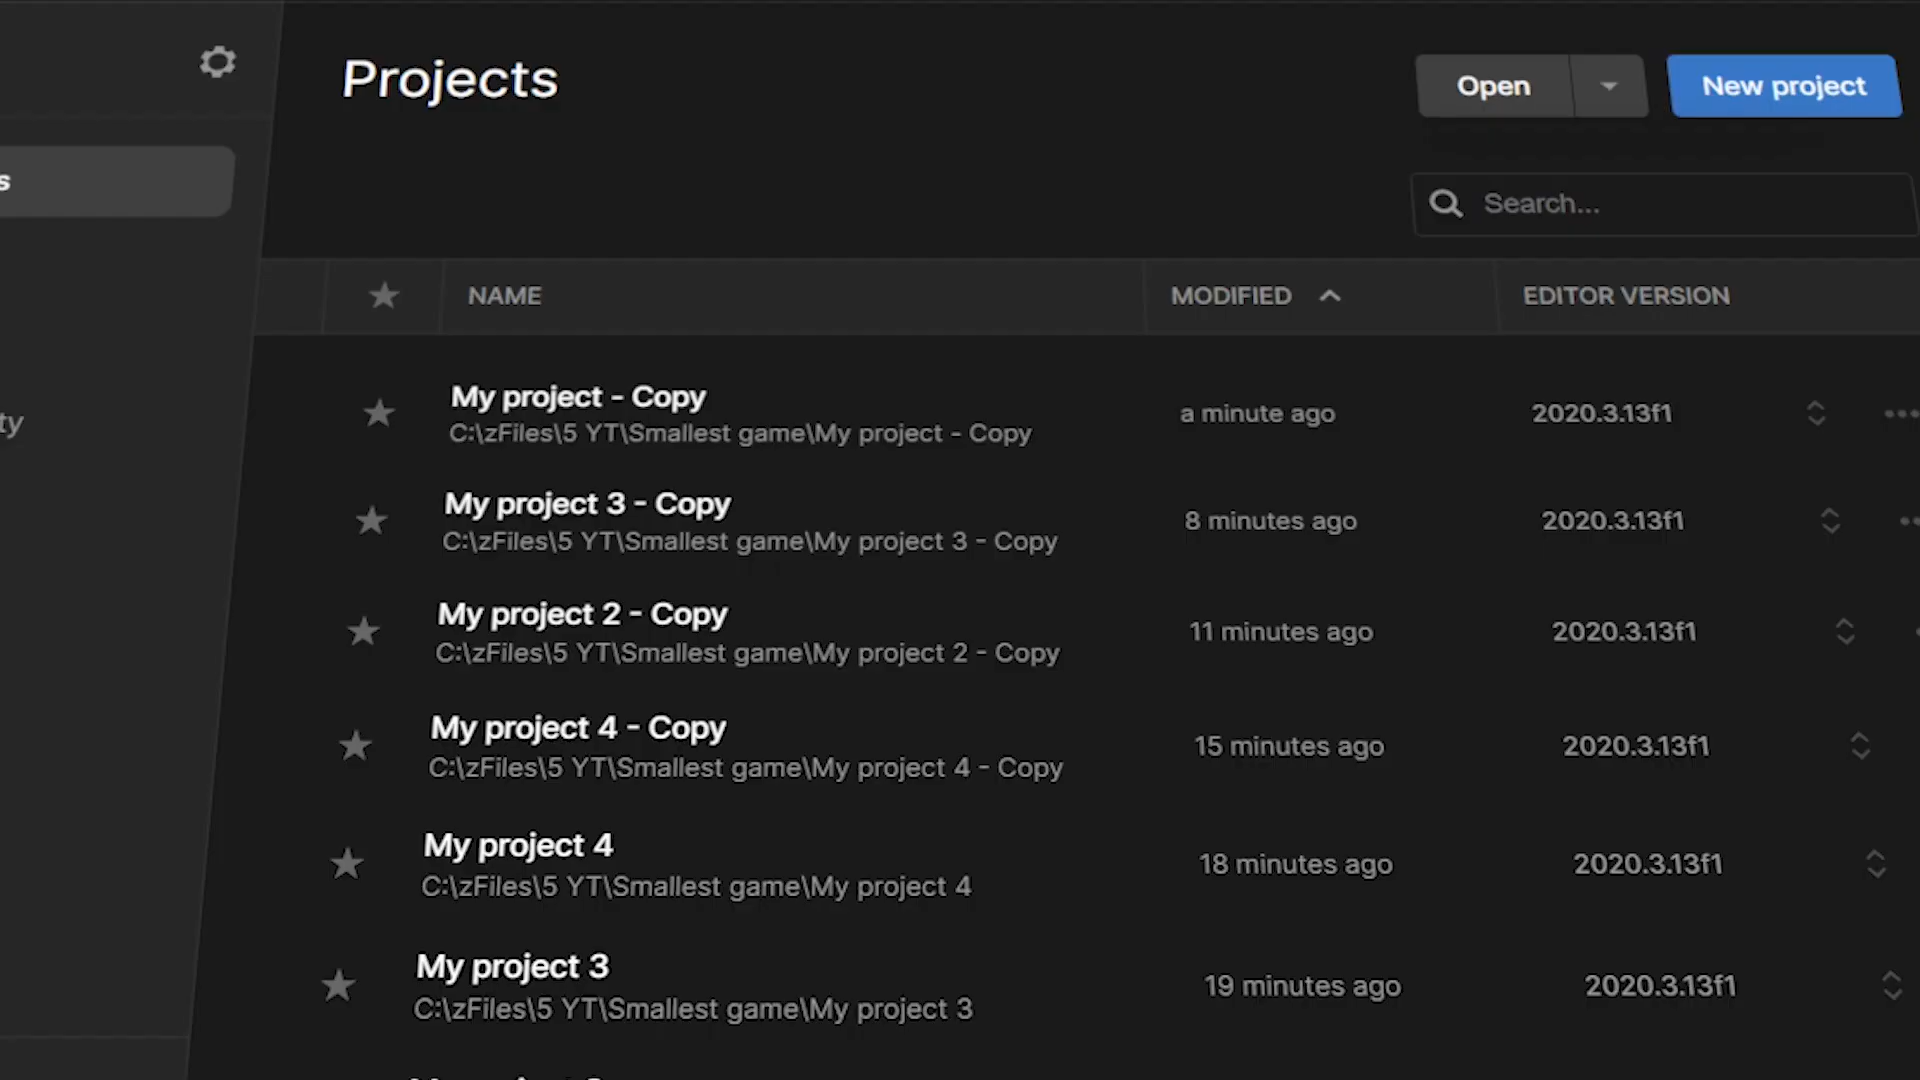 Projects
Open
New project
s
Search...
NAME
MODIFIED
EDITOR VERSION
My project - Copy
C:\zFiles\5 YT\Smallest game\My project - Copy
a minute ago
2020.3.13f1
ty
My project 3 - Copy
C:\zFiles\5 YT\Smallest game\My project 3 - Copy
8 minutes ago
2020.3.13f1
My project 2 - Copy
C:\zFiles\5 YT\Smallest game\My project 2 - Copy
11 minutes ago
2020.3.13f1
My project 4 - Copy
C:\zFiles\5 YT\Smallest game\My project 4 - Copy
15 minutes ago
2020.3.13f1
My project 4
C:\zFiles\5 YT\Smallest game\My project 4
18 minutes ago
2020.3.13f1
My project 3
C:\zFiles\5 YT\Smallest game\My project 3
19 minutes ago
2020.3.13f1